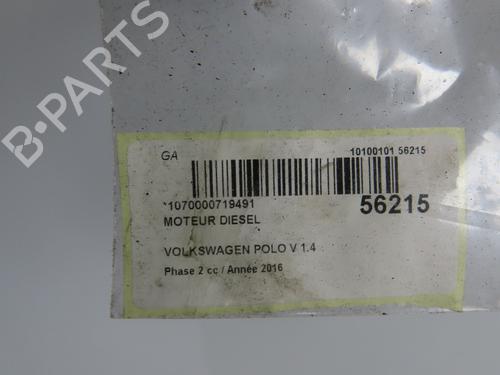 B-PARTS
GA
10100101 56215
*1070000719491
56215
MOTEUR DIESEL
VOLKSWAGEN POLO V 1.4
Phase 2 cc / Année 2016